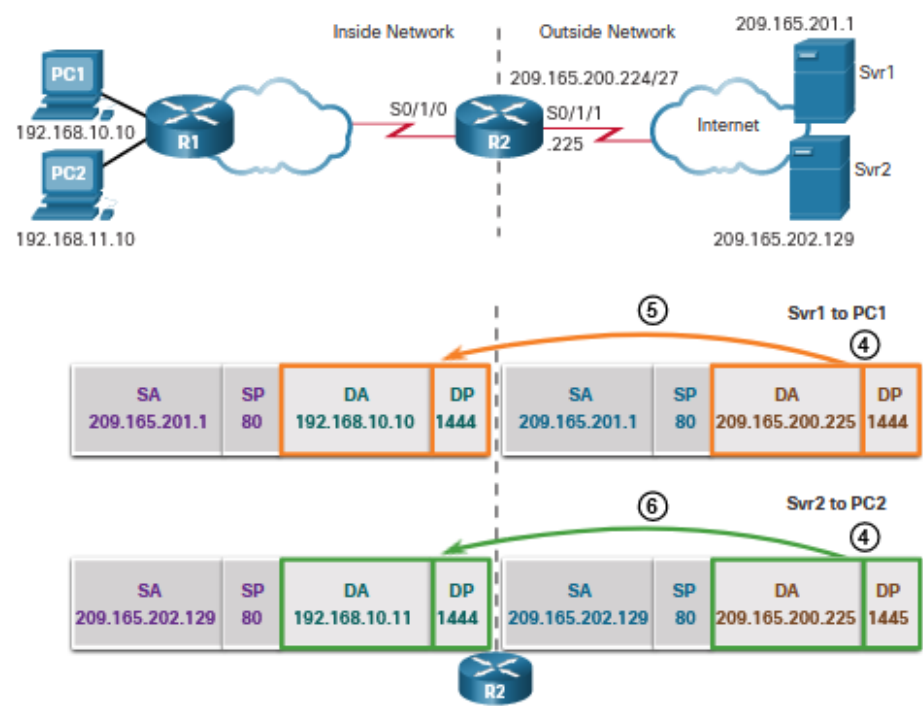 Inside Network
Outside Network
209.165.201.1
PC1
209.165.200.224/27
Svr1
192.168.10.10
R1
S0/1/0
R2
S0/1/1
.225
Internet
PC2
Svr2
192.168.11.10
209.165.202.129
Svr1 to PC1
5
4
SA SP DA DP SA SP DA DP
209.165.201.1 80 192.168.10.10 1444 209.165.201.1 80 209.165.200.225 1444
Svr2 to PC2
6
4
SA SP DA DP SA SP DA DP
209.165.202.129 80 192.168.10.11 1444 209.165.202.129 80 209.165.200.225 1445
R2